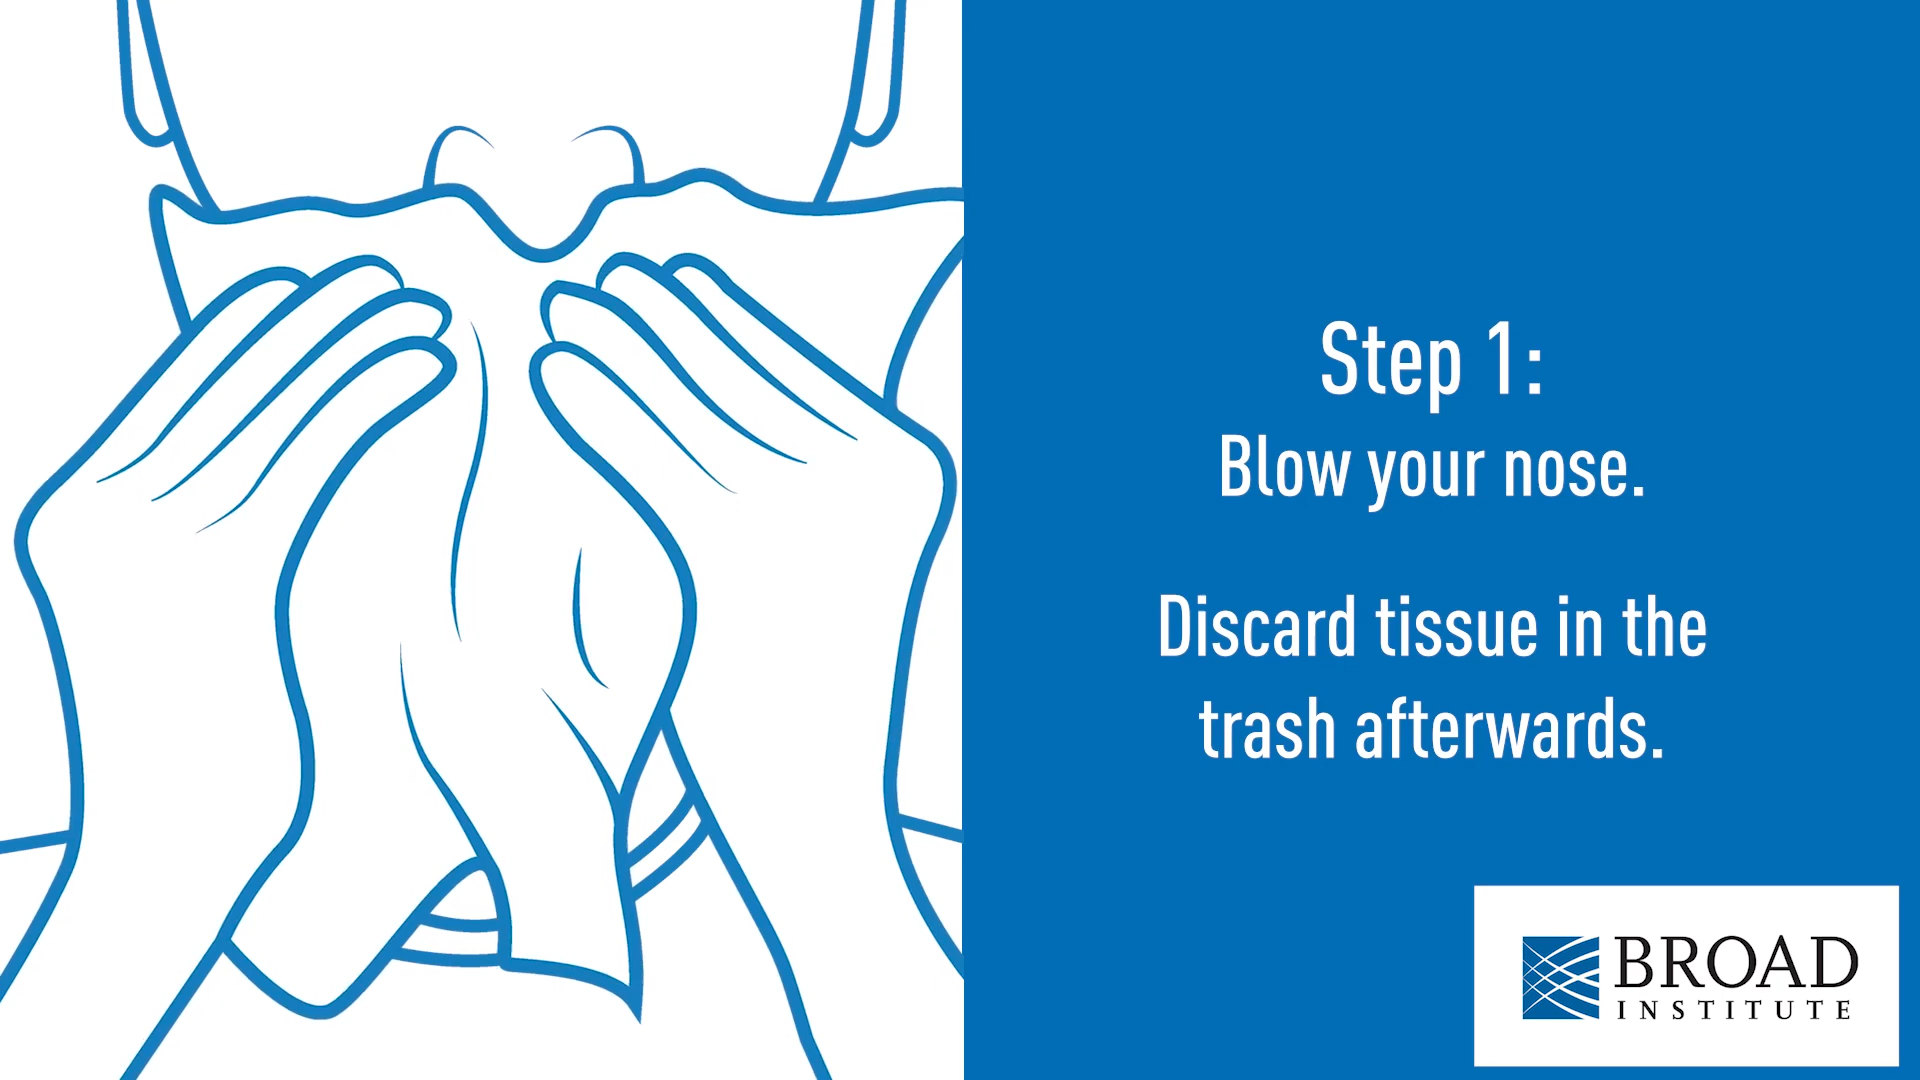 Step 1:
Blow your nose.
Discard tissue in the
trash afterwards.
BROAD
INSTITUTE